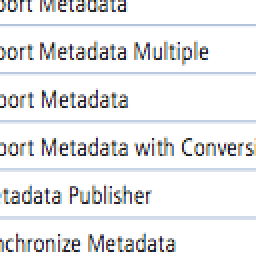 port Metadata
port Metadata Multiple
port Metadata
port Metadata with Conversi
etadata Publisher
nchronize Metadata